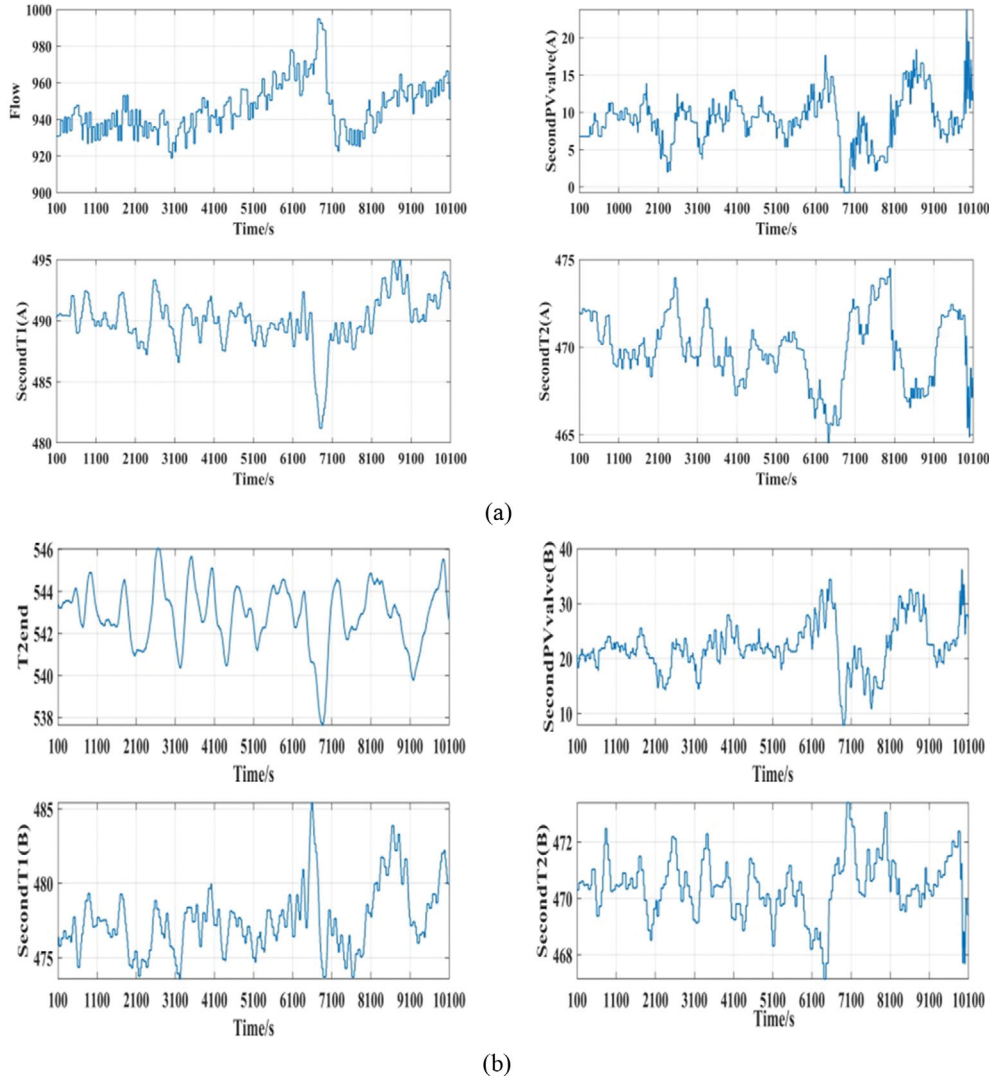 1000
980
960
940
920
900
Flow
100 1100 2100 3100 4100 5100 6100 7100 8100 9100 10100
Time/s
20
15
10
5
0
SecondPVvalve(A)
100 1000 2100 3100 4100 5100 6100 7100 8100 9100 10100
Time/s
495
490
485
480
SecondT1(A)
100 1100 2100 3100 4100 5100 6100 7100 8100 9100 10100
Time/s
475
470
465
SecondT2(A)
100 1100 2100 3100 4100 5100 6100 7100 8100 9100 10100
Time/s
(a)
546
544
542
540
538
T2end
100 1100 2100 3100 4100 5100 6100 7100 8100 9100 10100
Time/s
40
30
20
10
SecondPVvalve(B)
100 1100 2100 3100 4100 5100 6100 7100 8100 9100 10100
Time/s
485
480
475
SecondT1(B)
100 1100 2100 3100 4100 5100 6100 7100 8100 9100 10100
Time/s
472
470
468
SecondT2(B)
100 1100 2100 3100 4100 5100 6100 7100 8100 9100 10100
Time/s
(b)